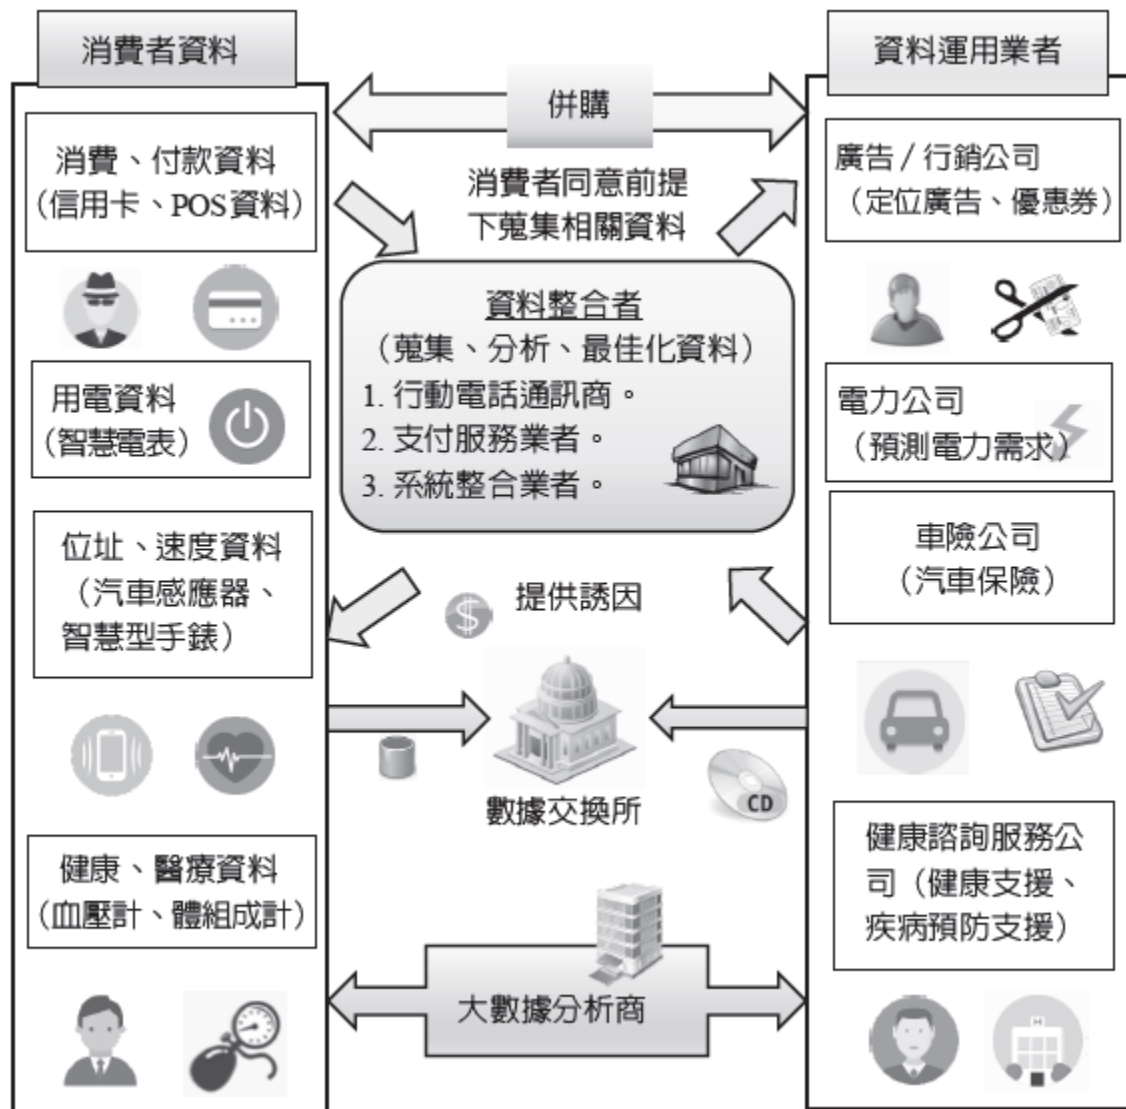 消費者資料
消費、付款資料
（信用卡、POS資料）
用電資料
（智慧電表）
位址、速度資料
（汽車感應器、
智慧型手錶）
健康、醫療資料
（血壓計、體組成計）
併購
消費者同意前提
下蒐集相關資料
資料整合者
（蒐集、分析、最佳化資料）
1. 行動電話通訊商。
2. 支付服務業者。
3. 系統整合業者。
$
提供誘因
數據交換所
CD
大數據分析商
資料運用業者
廣告／行銷公司
（定位廣告、優惠券）
電力公司
（預測電力需求）
車險公司
（汽車保險）
健康諮詢服務公
司（健康支援、
疾病預防支援）
H